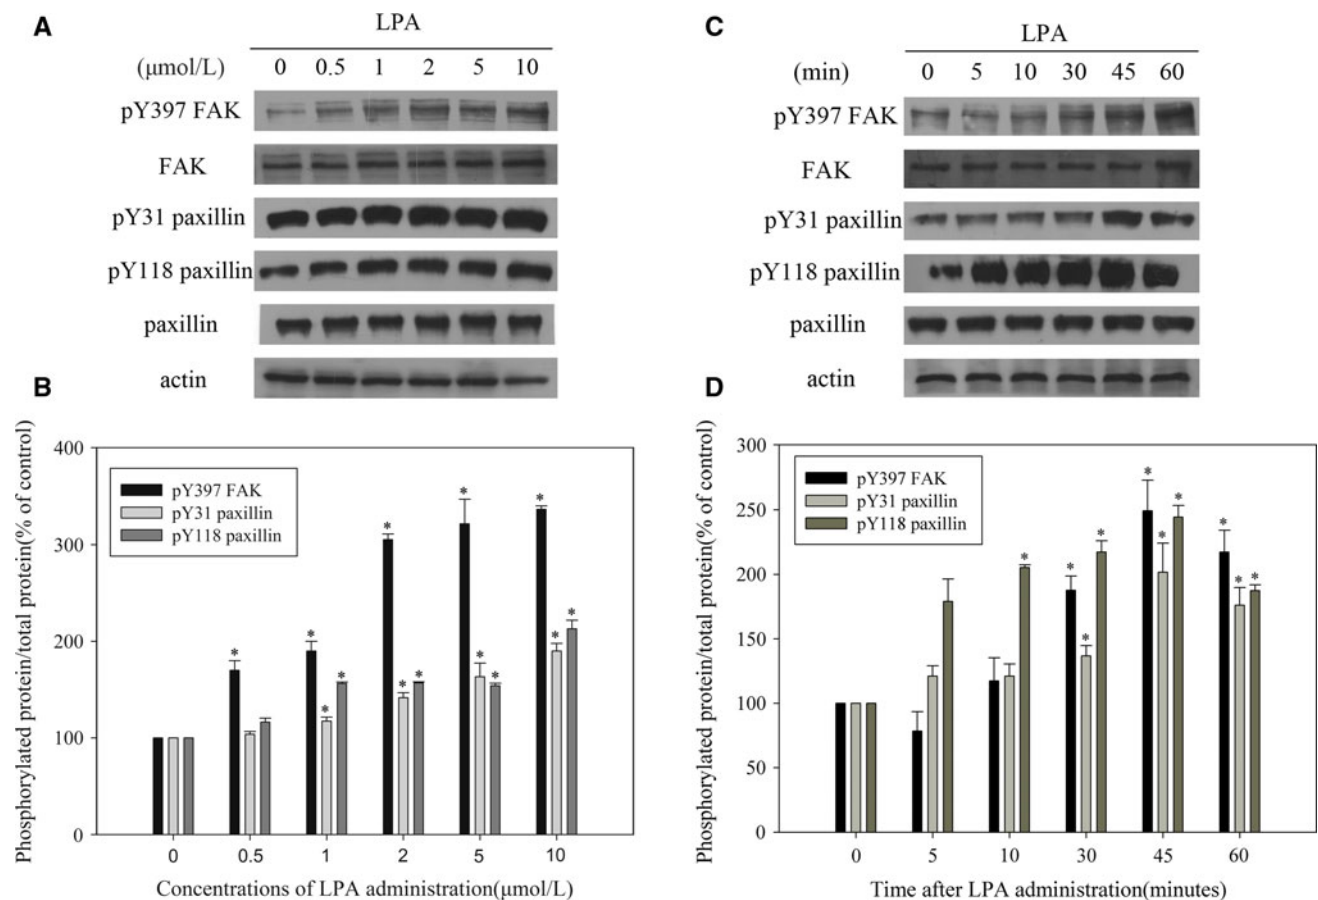 A
LPA
(μmol/L) 0 0.5 1 2 5 10
pY397 FAK
FAK
pY31 paxillin
pY118 paxillin
paxillin
actin
C
LPA
(min) 0 5 10 30 45 60
pY397 FAK
FAK
pY31 paxillin
pY118 paxillin
paxillin
actin
B
Phosphorylated protein/total protein(% of control)
400
300
200
100
0
pY397 FAK
pY31 paxillin
pY118 paxillin
* * * * * * * * * * * * *
0 0.5 1 2 5 10
Concentrations of LPA administration(μmol/L)
D
Phosphorylated protein/total protein(% of control)
300
250
200
150
100
50
0
pY397 FAK
pY31 paxillin
pY118 paxillin
* * * * * * * * * *
0 5 10 30 45 60
Time after LPA administration(minutes)